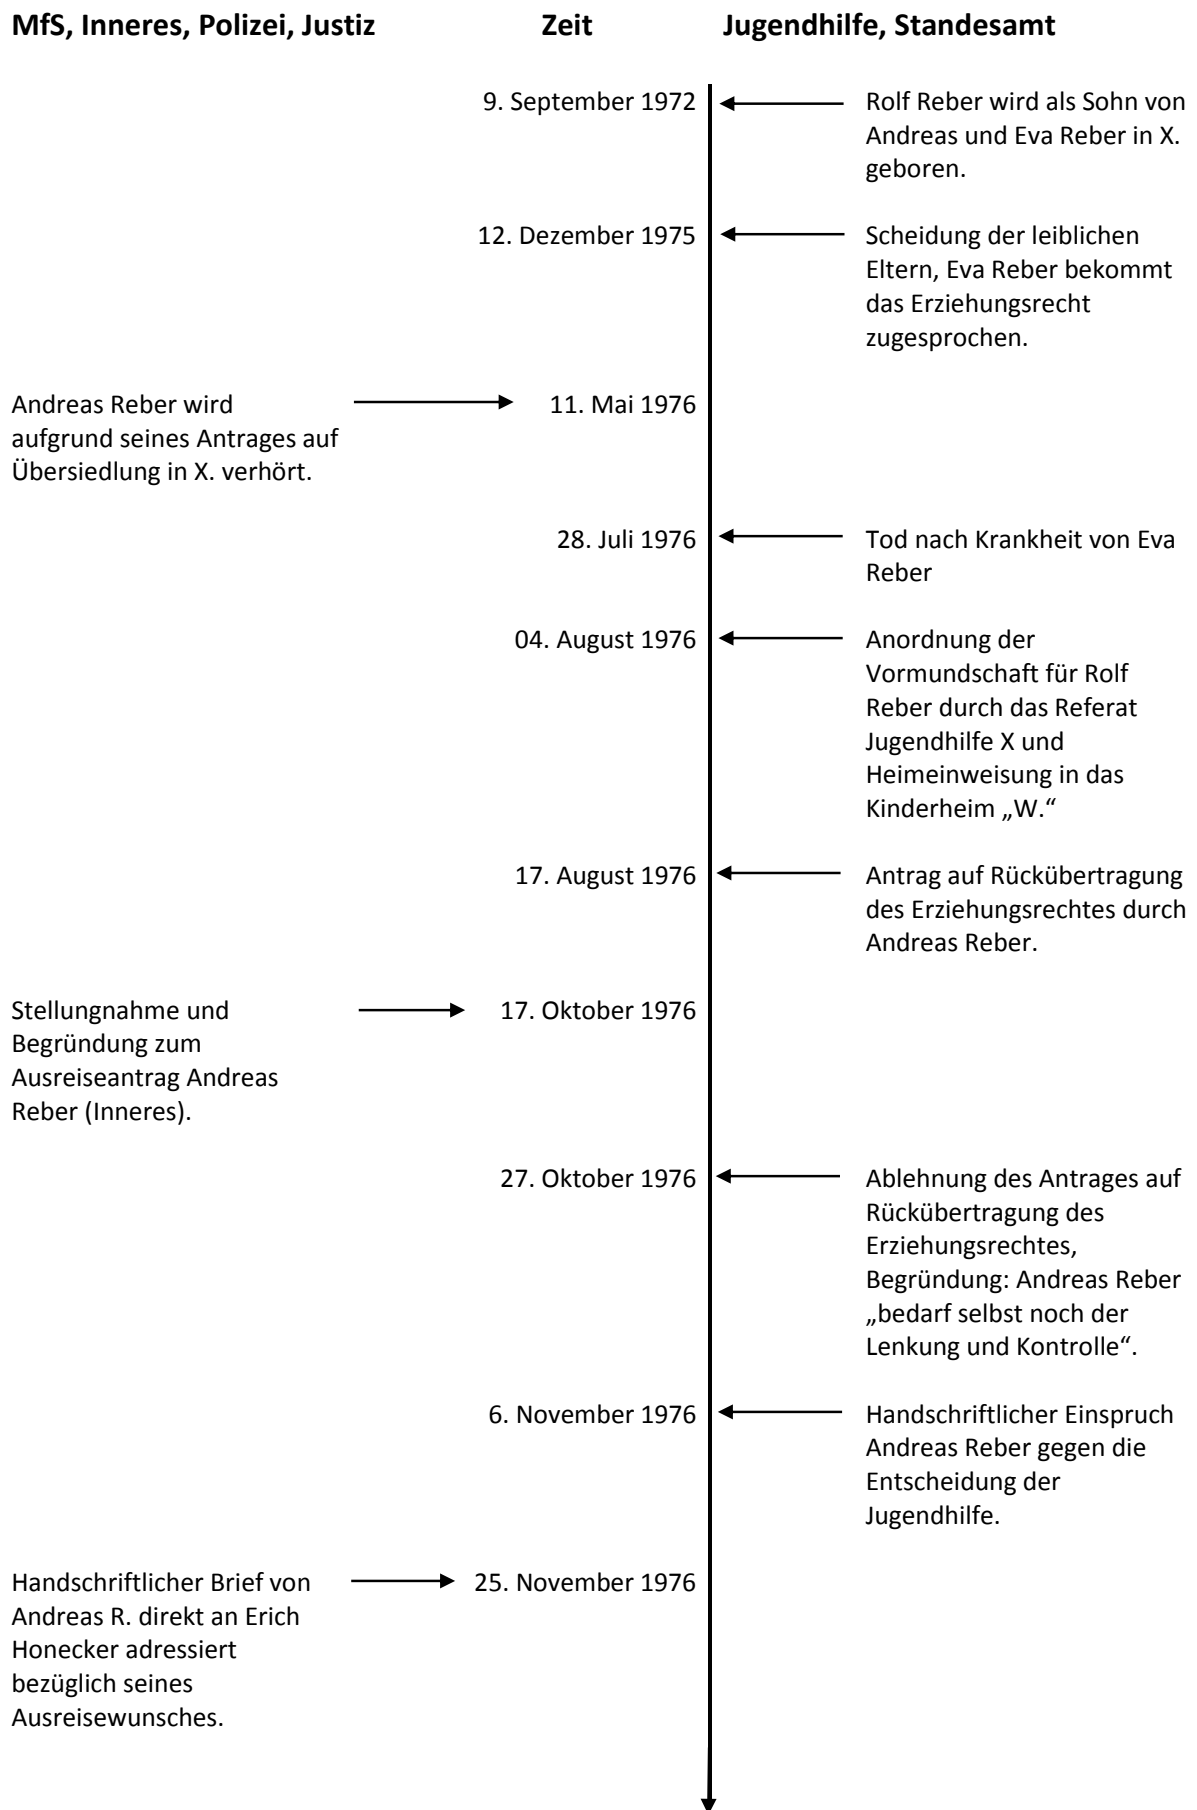 MfS, Inneres, Polizei, Justiz Zeit Jugendhilfe, Standesamt
9. September 1972 Rolf Reber wird als Sohn von
Andreas und Eva Reber in X.
geboren.
12. Dezember 1975 Scheidung der leiblichen
Eltern, Eva Reber bekommt
das Erziehungsrecht
zugesprochen.
Andreas Reber wird 11. Mai 1976
aufgrund seines Antrages auf
Übersiedlung in X. verhört.
28. Juli 1976 Tod nach Krankheit von Eva
Reber
04. August 1976 Anordnung der
Vormundschaft für Rolf
Reber durch das Referat
Jugendhilfe X und
Heimeinweisung in das
Kinderheim „W.“
17. August 1976 Antrag auf Rückübertragung
des Erziehungsrechtes durch
Andreas Reber.
Stellungnahme und 17. Oktober 1976
Begründung zum
Ausreiseantrag Andreas
Reber (Inneres).
27. Oktober 1976 Ablehnung des Antrages auf
Rückübertragung des
Erziehungsrechtes,
Begründung: Andreas Reber
„bedarf selbst noch der
Lenkung und Kontrolle“.
6. November 1976 Handschriftlicher Einspruch
Andreas Reber gegen die
Entscheidung der
Jugendhilfe.
Handschriftlicher Brief von 25. November 1976
Andreas R. direkt an Erich
Honecker adressiert
bezüglich seines
Ausreisewunsches.